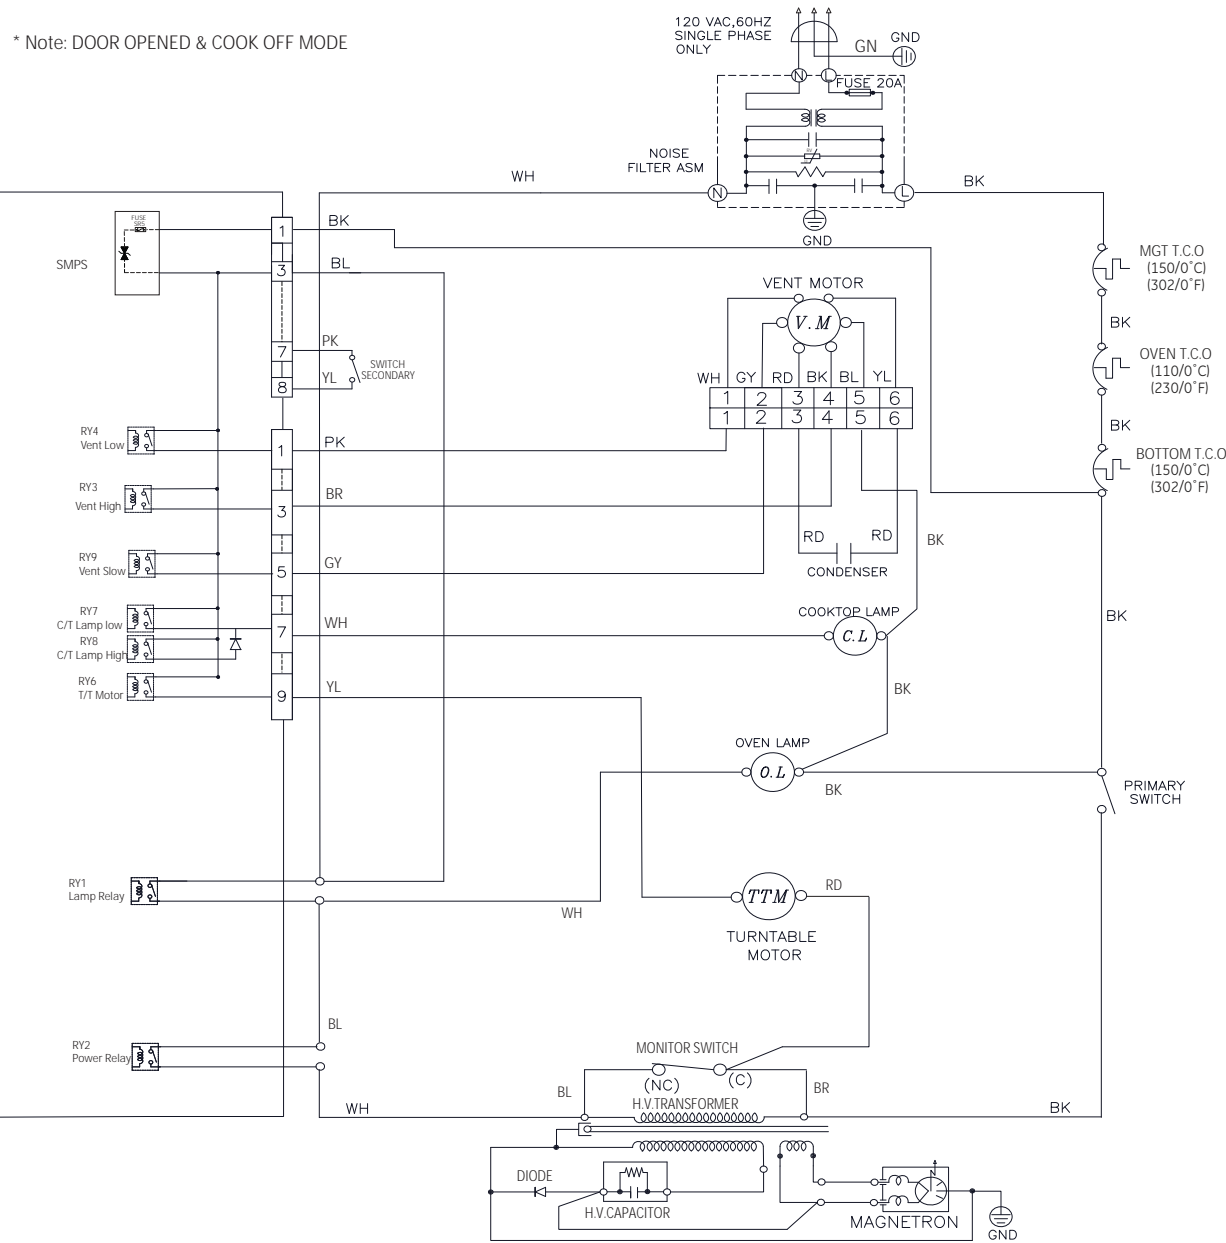 * Note: DOOR OPENED & COOK OFF MODE
120 VAC,60HZ
SINGLE PHASE
ONLY
GND
GN
N
L
FUSE 20A
NOISE
FILTER ASM
WH
N
L
BK
GND
FUSE
SMPS
1
BK
3
BL
7
PK
SWITCH
SECONDARY
8
YL
MGT T.C.O
(150/0˚C)
(302/0˚F)
BK
OVEN T.C.O
(110/0˚C)
(230/0˚F)
BK
BOTTOM T.C.O
(150/0˚C)
(302/0˚F)
VENT MOTOR
V.M
WH GY RD BK BL YL
1 2 3 4 5 6
1 2 3 4 5 6
RY4
Vent Low
1
PK
RY3
Vent High
3
BR
RY9
Vent Slow
5
GY
RD
RD
CONDENSER
BK
RY7
C/T Lamp low
RY8
C/T Lamp High
7
WH
COOKTOP LAMP
C.L
BK
RY6
T/T Motor
9
YL
BK
OVEN LAMP
O.L
BK
PRIMARY
SWITCH
RY1
Lamp Relay
WH
TTM
RD
TURNTABLE
MOTOR
BL
RY2
Power Relay
MONITOR SWITCH
(NC)
(C)
BL
BR
H.V.TRANSFORMER
WH
BK
DIODE
H.V.CAPACITOR
N
MAGNETRON
GND